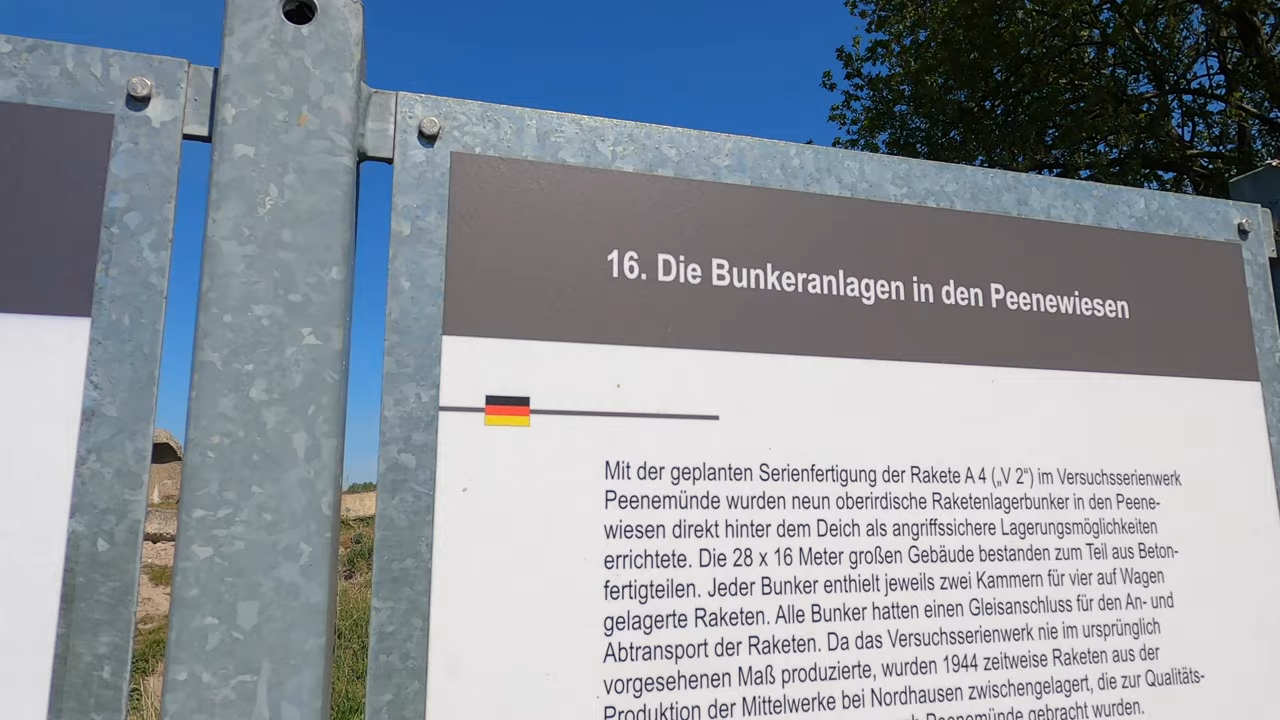 16. Die Bunkeranlagen in den Peenewiesen
Mit der geplanten Serienfertigung der Rakete A 4 („V 2“) im Versuchsserienwerk
Peenemünde wurden neun oberirdische Raketenlagerbunker in den Peene-
wiesen direkt hinter dem Deich als angriffssichere Lagerungsmöglichkeiten
errichtete. Die 28 x 16 Meter großen Gebäude bestanden zum Teil aus Beton-
fertigteilen. Jeder Bunker enthielt jeweils zwei Kammern für vier auf Wagen
gelagerte Raketen. Alle Bunker hatten einen Gleisanschluss für den An- und
Abtransport der Raketen. Da das Versuchsserienwerk nie im ursprünglich
vorgesehenen Maß produzierte, wurden 1944 zeitweise Raketen aus der
Produktion der Mittelwerke bei Nordhausen zwischengelagert, die zur Qualitäts-
Peenemünde gebracht wurden.